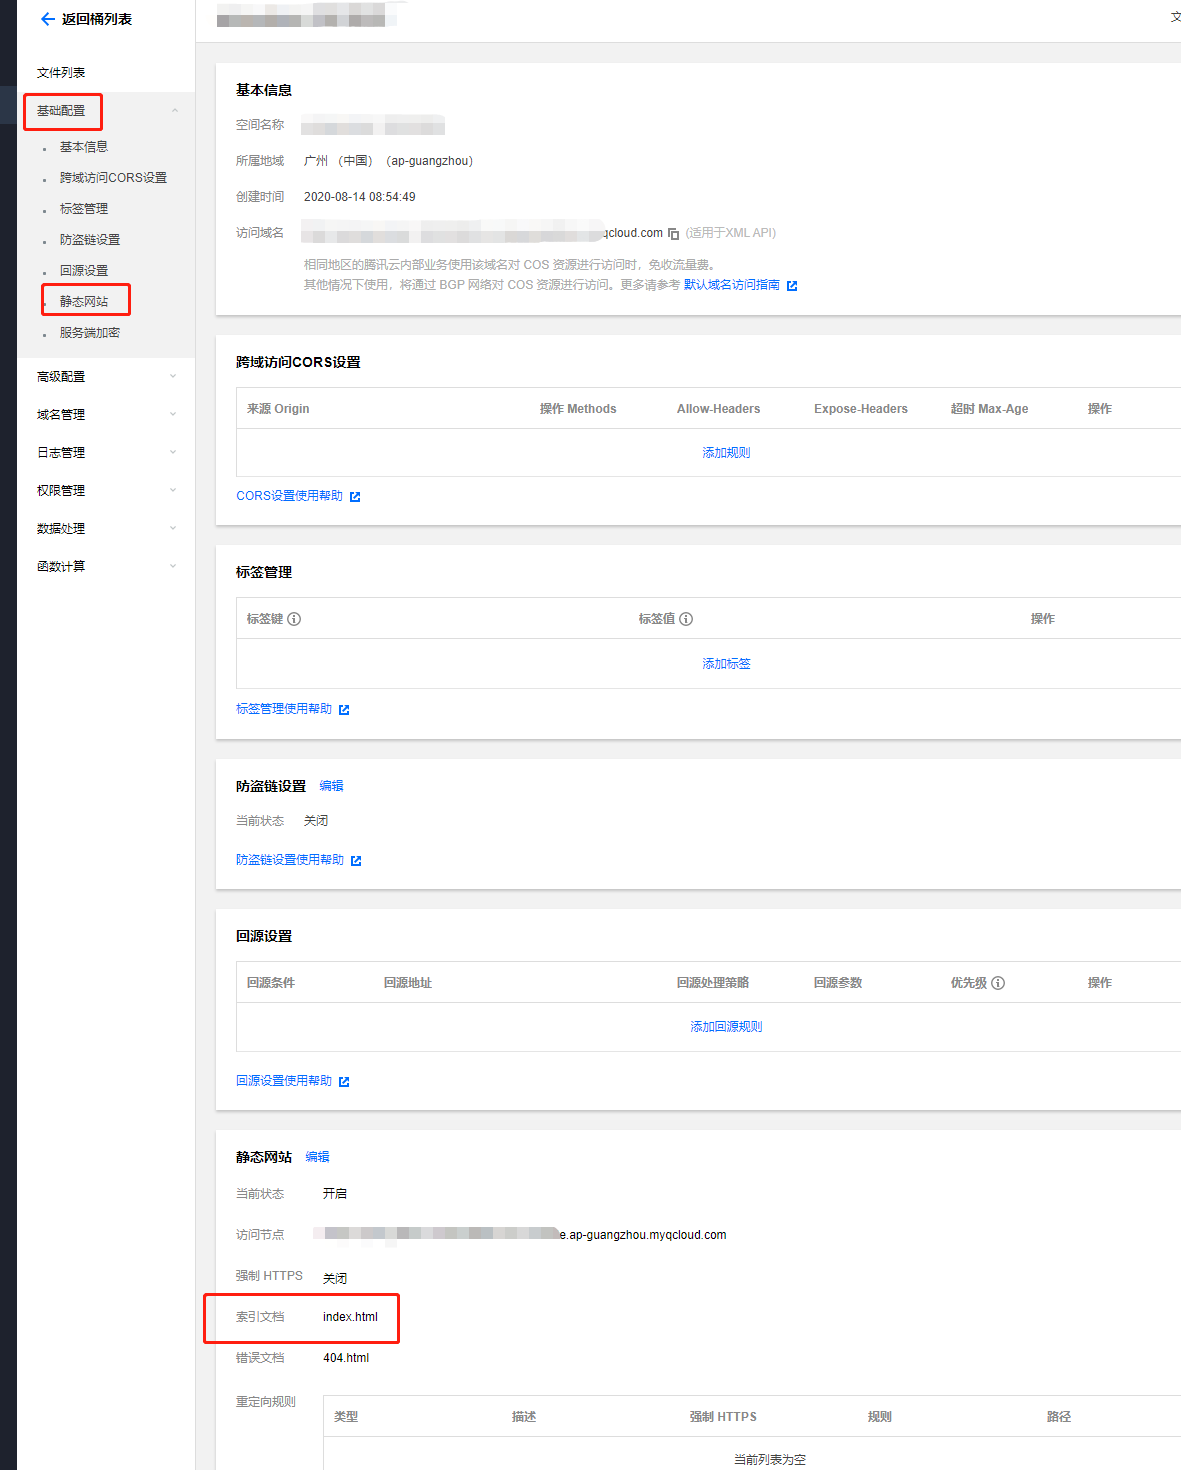 返回桶列表
文
文件列表
基础配置
基本信息
跨域访问CORS设置
标签管理
防盗链设置
回源设置
静态网站
服务端加密
高级配置
域名管理
日志管理
权限管理
数据处理
函数计算
基本信息
空间名称
所属地域 广州 （中国）（ap-guangzhou）
创建时间 2020-08-14 08:54:49
访问域名 qcloud.com (适用于XML API)
相同地区的腾讯云内部业务使用该域名对 COS 资源进行访问时，免收流量费。
其他情况下使用，将通过 BGP 网络对 COS 资源进行访问。更多请参考 默认域名访问指南
跨域访问CORS设置
来源 Origin 操作 Methods Allow-Headers Expose-Headers 超时 Max-Age 操作
添加规则
CORS设置使用帮助
标签管理
标签键 标签值 操作
添加标签
标签管理使用帮助
防盗链设置 编辑
当前状态 关闭
防盗链设置使用帮助
回源设置
回源条件 回源地址 回源处理策略 回源参数 优先级 操作
添加回源规则
回源设置使用帮助
静态网站 编辑
当前状态 开启
访问节点 e.ap-guangzhou.myqcloud.com
强制 HTTPS 关闭
索引文档 index.html
错误文档 404.html
重定向规则
类型 描述 强制 HTTPS 规则 路径
当前列表为空